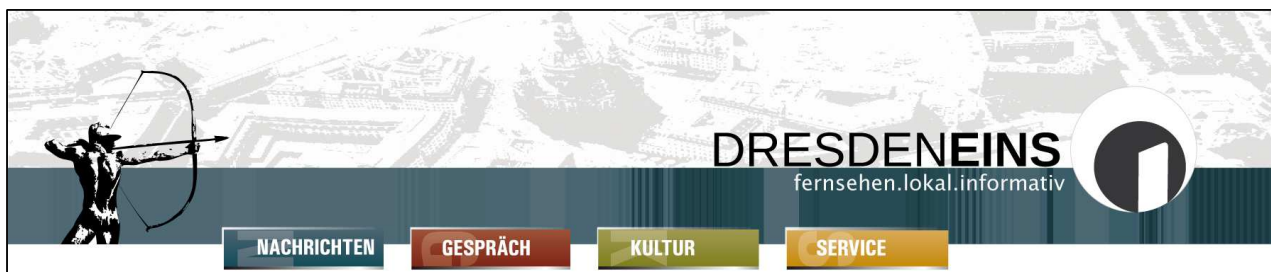 DRESDENEINS
fernsehen.lokal.informativ
NACHRICHTEN
GESPRÄCH
KULTUR
SERVICE